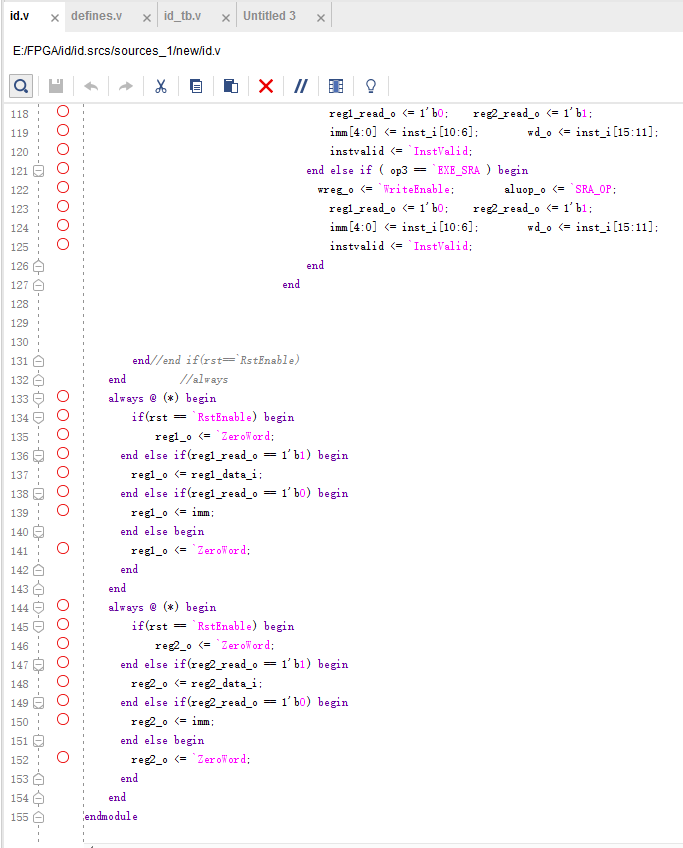 id.v × defines.v × id_tb.v × Untitled 3 ×
E:/FPGA/id/id.srcs/sources_1/new/id.v
118 reg1_read_o <= 1'b0; reg2_read_o <= 1'b1;
119 imm[4:0] <= inst_i[10:6]; wd_o <= inst_i[15:11];
120 instvalid <= `InstValid;
121 end else if ( op3 == `EXE_SRA ) begin
122 wreg_o <= `WriteEnable; aluop_o <= `SRA_OP;
123 reg1_read_o <= 1'b0; reg2_read_o <= 1'b1;
124 imm[4:0] <= inst_i[10:6]; wd_o <= inst_i[15:11];
125 instvalid <= `InstValid;
126 end
127 end
128
129
130
131 end//end if(rst==`RstEnable)
132 end //always
133 always @ (*) begin
134 if(rst == `RstEnable) begin
135 reg1_o <= `ZeroWord;
136 end else if(reg1_read_o == 1'b1) begin
137 reg1_o <= reg1_data_i;
138 end else if(reg1_read_o == 1'b0) begin
139 reg1_o <= imm;
140 end else begin
141 reg1_o <= `ZeroWord;
142 end
143 end
144 always @ (*) begin
145 if(rst == `RstEnable) begin
146 reg2_o <= `ZeroWord;
147 end else if(reg2_read_o == 1'b1) begin
148 reg2_o <= reg2_data_i;
149 end else if(reg2_read_o == 1'b0) begin
150 reg2_o <= imm;
151 end else begin
152 reg2_o <= `ZeroWord;
153 end
154 end
155 endmodule